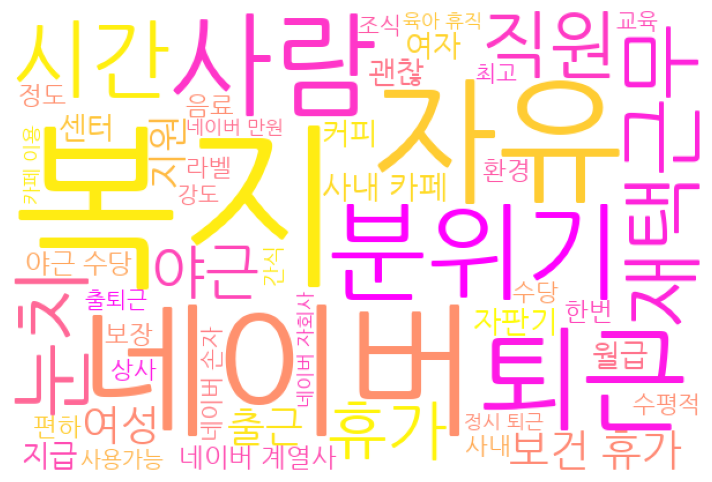 시간
사람
조식
육아 휴직
교육
여자
직원
정도
음료
괜찮
최고
센터
네이버 만원
지원
커피
카페 이용
복지
자유
재택근무
라벨
강도
사내 카페
환경
분위기
야근 수당
야근
간식
수당
눈치
출퇴근
네이버
네이버 자회사
자판기
한번
보장
상사
네이버 손자
퇴근
월급
편하
여성
출근
휴가
정시 퇴근
수평적
지급
사용가능
네이버 계열사
사내
보건 휴가